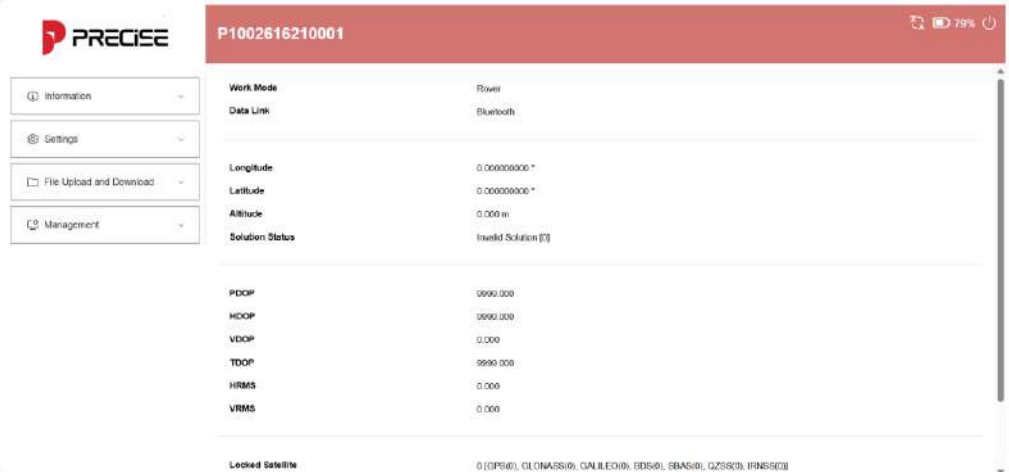 PRECISE
P1002616210001
79%
Information
Settings
File Upload and Download
Management
Work Mode Rover
Data Link Bluetooth
Longitude 0.000000000 °
Latitude 0.000000000 °
Altitude 0.000 m
Solution Status Invalid Solution [0]
PDOP 9999.000
HDOP 9999.000
VDOP 0.000
TDOP 9999.000
HRMS 0.000
VRMS 0.000
Locked Satellite 0 [GPS(0), GLONASS(0), GALILEO(0), BDS(0), SBAS(0), QZSS(0), IRNSS(0)]